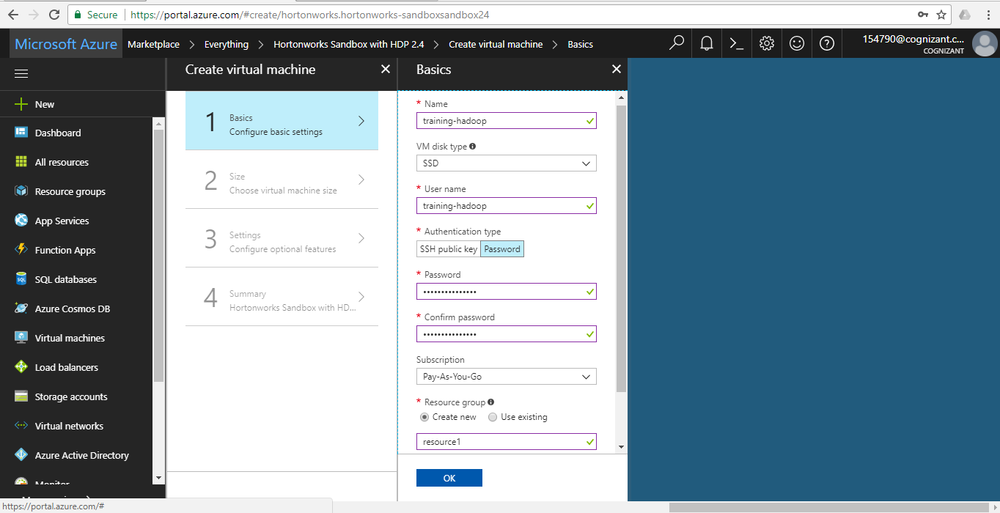 Secure https://portal.azure.com/#create/hortonworks.hortonworks-sandboxsandbox24
Microsoft Azure Marketplace Everything Hortonworks Sandbox with HDP 2.4 Create virtual machine Basics
154790@cognizant.c...
COGNIZANT
Create virtual machine
Basics
New
Dashboard
All resources
Resource groups
App Services
Function Apps
SQL databases
Azure Cosmos DB
Virtual machines
Load balancers
Storage accounts
Virtual networks
Azure Active Directory
Monitor
1 Basics
Configure basic settings
2 Size
Choose virtual machine size
3 Settings
Configure optional features
4 Summary
Hortonworks Sandbox with HD...
* Name
training-hadoop
VM disk type
SSD
* User name
training-hadoop
* Authentication type
SSH public key Password
* Password
•••••••••••••••
* Confirm password
•••••••••••••••
Subscription
Pay-As-You-Go
* Resource group
Create new Use existing
resource1
OK
https://portal.azure.com/#